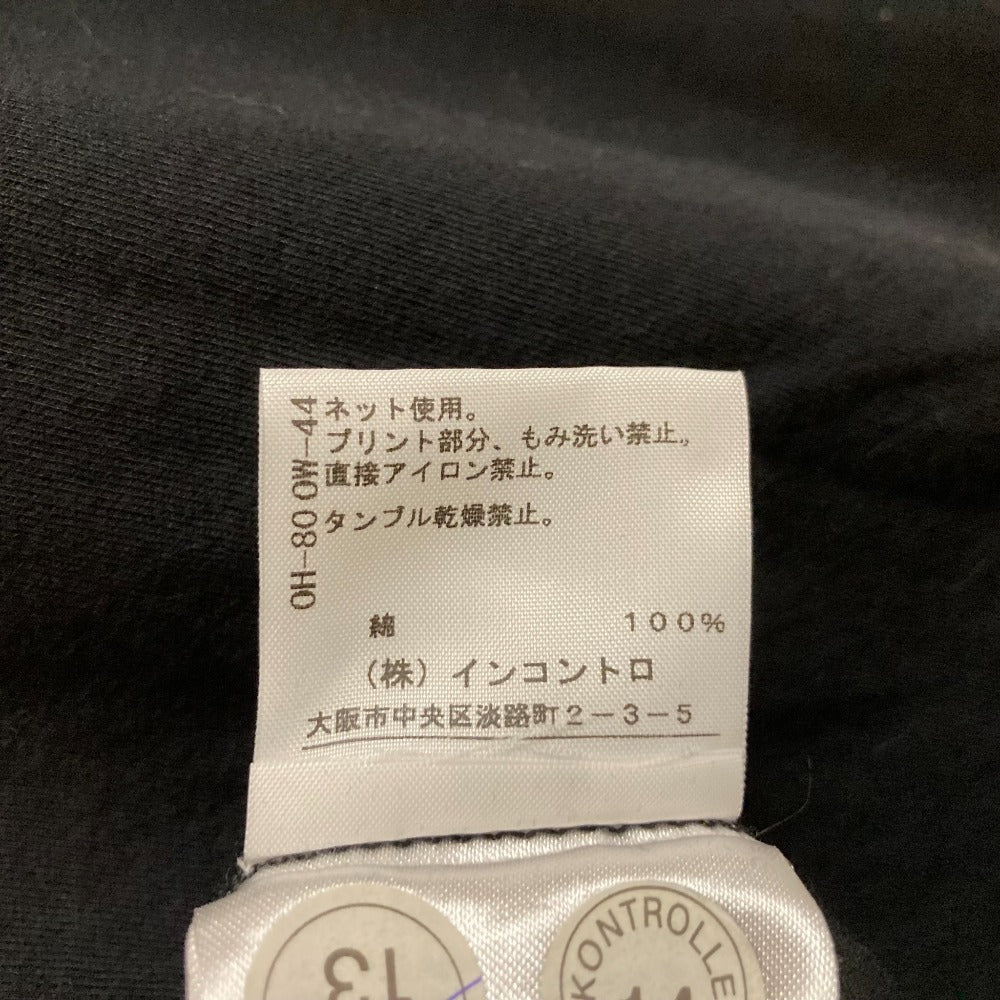 ネット使用。
プリント部分、もみ洗い禁止。
直接アイロン禁止。
タンブル乾燥禁止。
OH-80OW-44
綿 100%
(株)インコントロ
大阪市中央区淡路町2-3-5
13
KONTROLLE